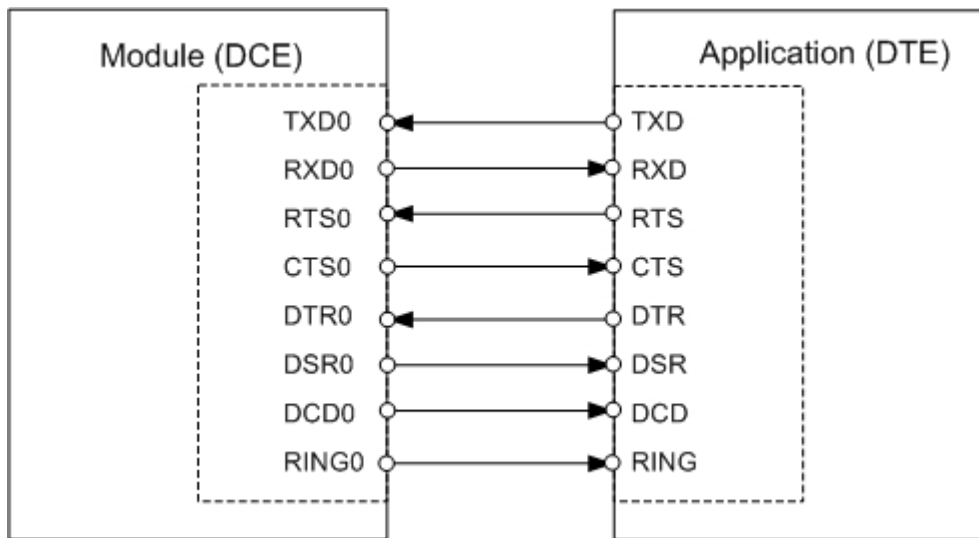 Module (DCE)
Application (DTE)
TXD0
TXD
RXD0
RXD
RTS0
RTS
CTS0
CTS
DTR0
DTR
DSR0
DSR
DCD0
DCD
RING0
RING